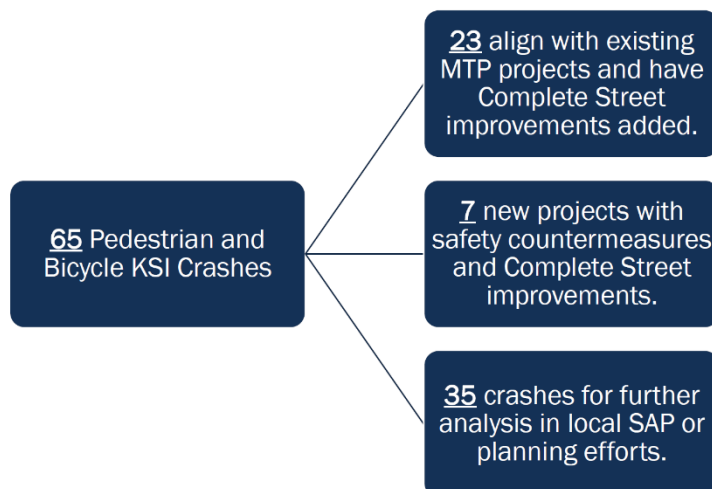 65 Pedestrian and
Bicycle KSI Crashes
23 align with existing
MTP projects and have
Complete Street
improvements added.
7 new projects with
safety countermeasures
and Complete Street
improvements.
35 crashes for further
analysis in local SAP or
planning efforts.